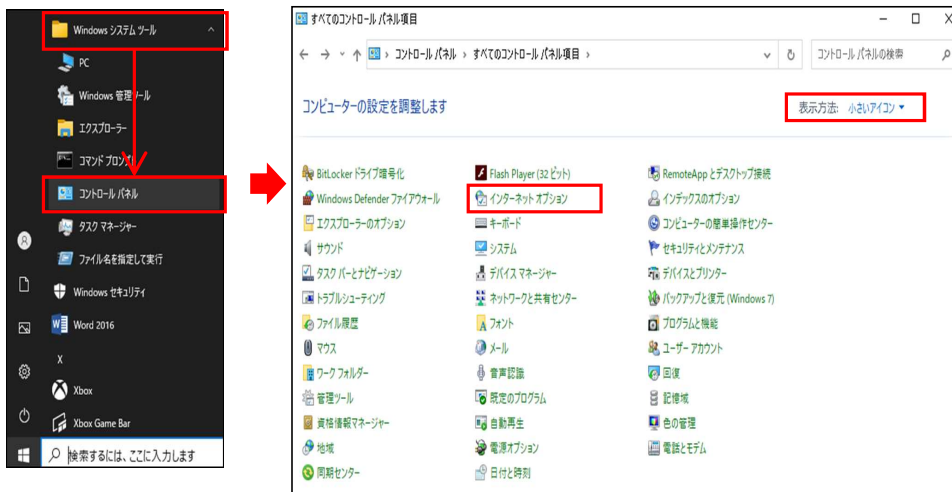 Windows システム ツール
PC
Windows 管理ツール
エクスプローラー
コマンド プロンプト
コントロール パネル
タスク マネージャー
ファイル名を指定して実行
Windows セキュリティ
Word 2016
X
Xbox
Xbox Game Bar
検索するには、ここに入力します
すべてのコントロール パネル項目
コントロール パネル › すべてのコントロール パネル項目 ›
コントロール パネルの検索
コンピューターの設定を調整します
表示方法: 小さいアイコン
BitLocker ドライブ暗号化
Flash Player (32 ビット)
RemoteApp とデスクトップ接続
Windows Defender ファイアウォール
インターネット オプション
インデックスのオプション
エクスプローラーのオプション
キーボード
コンピューターの簡単操作センター
サウンド
システム
セキュリティとメンテナンス
タスク バーとナビゲーション
デバイス マネージャー
デバイスとプリンター
トラブルシューティング
ネットワークと共有センター
バックアップと復元 (Windows 7)
ファイル履歴
フォント
プログラムと機能
マウス
メール
ユーザー アカウント
ワーク フォルダー
音声認識
回復
管理ツール
既定のプログラム
記憶域
資格情報マネージャー
自動再生
色の管理
地域
電源オプション
電話とモデム
同期センター
日付と時刻